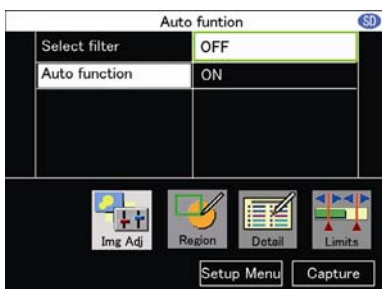 Auto funtion SD
Select filter OFF
Auto function ON
Img Adj Region Detail Limits
Setup Menu Capture